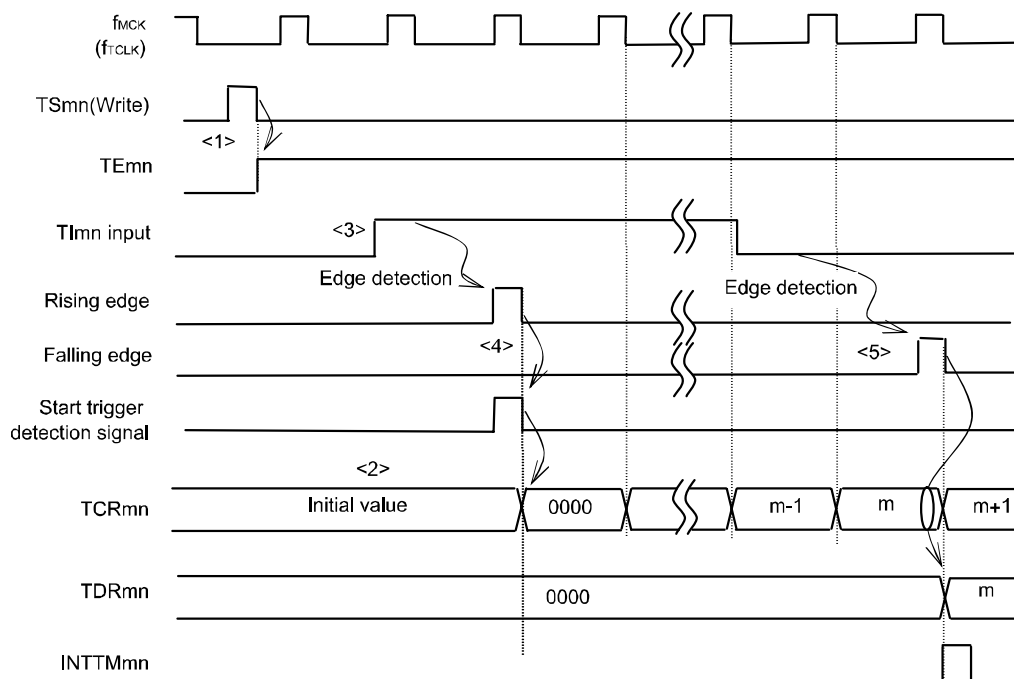 fMCK
(fTCLK)
TSmn(Write)
<1>
TEmn
TImn input
<3>
Edge detection
Edge detection
Rising edge
<4>
Falling edge
<5>
Start trigger
detection signal
<2>
TCRmn
Initial value
0000
m-1
m
m+1
TDRmn
0000
m
INTTMmn